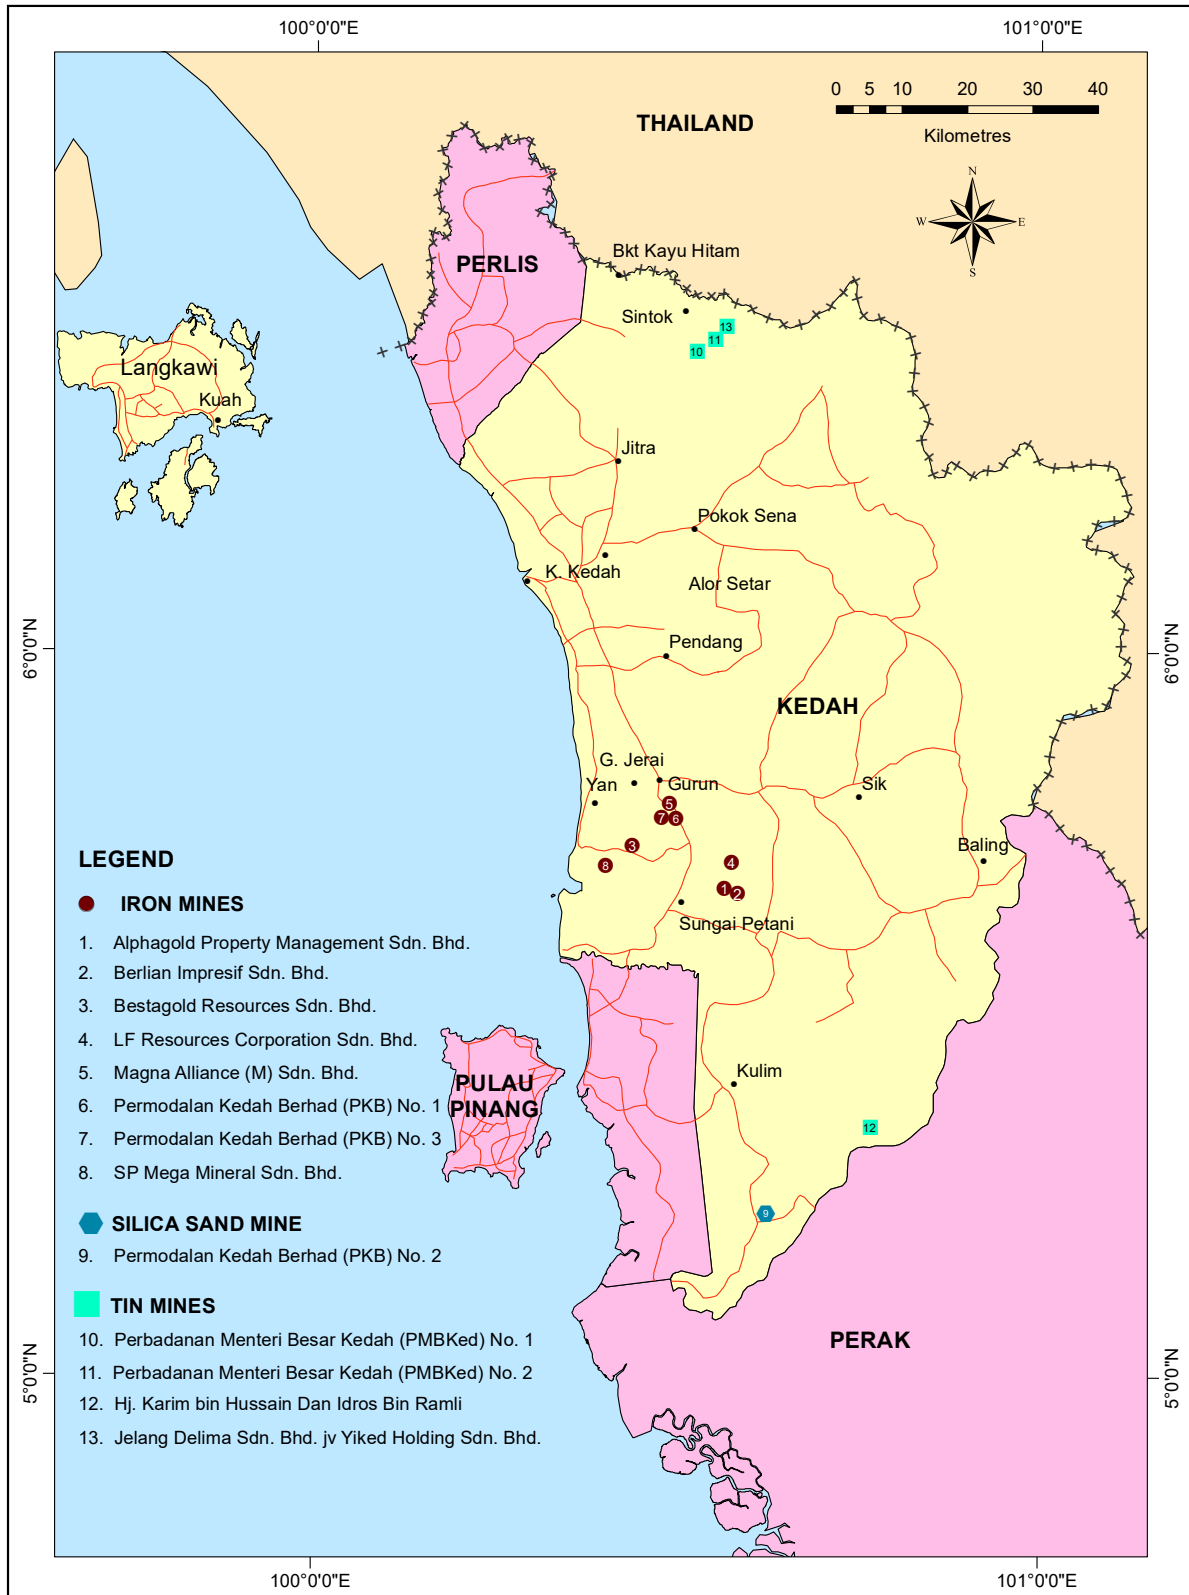 100°0'0"E
101°0'0"E
0 5 10 20 30 40
Kilometres
THAILAND
N
W
E
S
PERLIS
Bkt Kayu Hitam
Sintok
13
11
10
Langkawi
Kuah
Jitra
Pokok Sena
K. Kedah
Alor Setar
6°0'0"N
6°0'0"N
Pendang
KEDAH
G. Jerai
Yan
Gurun
Sik
5
7
6
3
8
4
1
2
Baling
Sungai Petani
LEGEND
IRON MINES
1. Alphagold Property Management Sdn. Bhd.
2. Berlian Impresif Sdn. Bhd.
3. Bestagold Resources Sdn. Bhd.
4. LF Resources Corporation Sdn. Bhd.
5. Magna Alliance (M) Sdn. Bhd.
6. Permodalan Kedah Berhad (PKB) No. 1
7. Permodalan Kedah Berhad (PKB) No. 3
8. SP Mega Mineral Sdn. Bhd.
SILICA SAND MINE
9. Permodalan Kedah Berhad (PKB) No. 2
TIN MINES
10. Perbadanan Menteri Besar Kedah (PMBKed) No. 1
11. Perbadanan Menteri Besar Kedah (PMBKed) No. 2
12. Hj. Karim bin Hussain Dan Idros Bin Ramli
13. Jelang Delima Sdn. Bhd. jv Yiked Holding Sdn. Bhd.
PULAU
PINANG
Kulim
12
9
PERAK
5°0'0"N
5°0'0"N
100°0'0"E
101°0'0"E